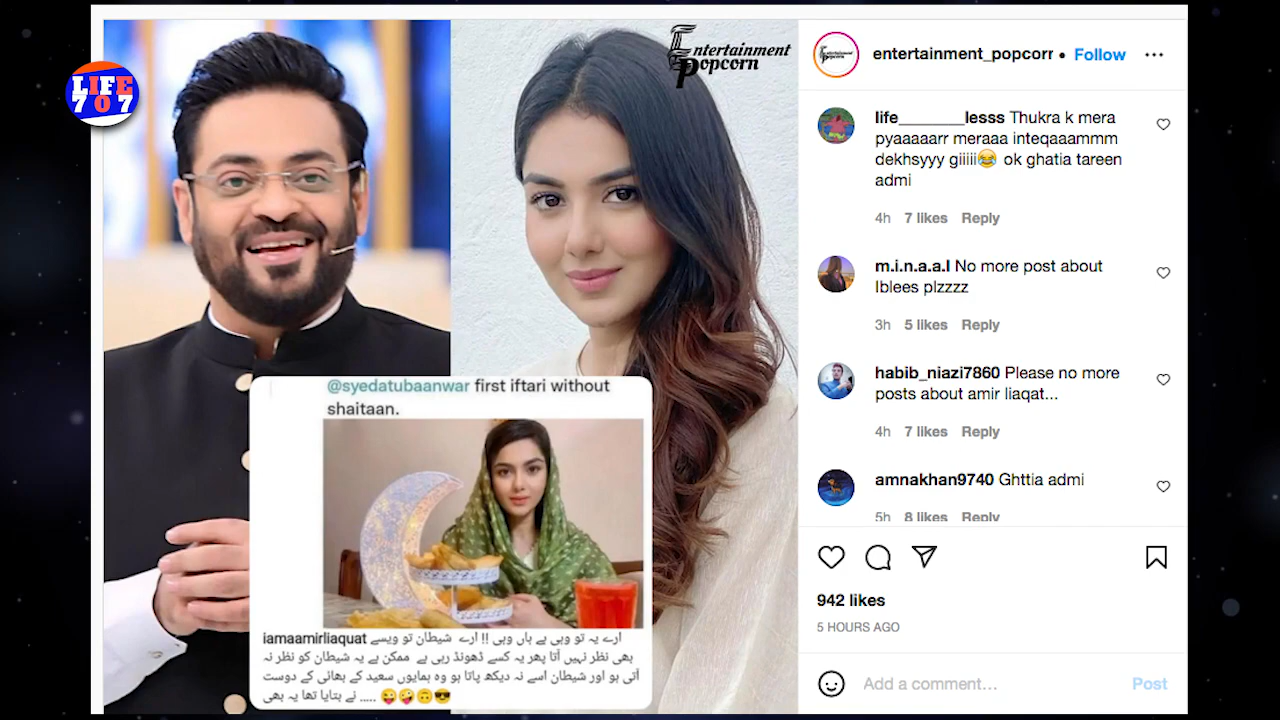 LIFE
707
Entertainment
Popcorn
@syedatubaanwar first iftari without
shaitaan.
iamaamirliaquat ارے یہ تو وہی ہے ہاں وہی !! ارے شیطان تو ویسے
بھی نظر نہیں آتا پھر یہ کسے ڈھونڈ رہی ہے ممکن ہے یہ شیطان کو نظر نہ
آتی ہو اور شیطان اسے نہ دیکھ پاتا ہو وہ ہمایوں سعید کے بھائی کے دوست
نے بتایا تھا یہ بھی ..... 😜🤪🙃😎
entertainment_popcorr • Follow •••
life________lesss Thukra k mera
pyaaaaarr meraaa inteqaaammm
dekhsyyy giiiii😂 ok ghatia tareen
admi
4h 7 likes Reply
m.i.n.a.a.l No more post about
Iblees plzzzz
3h 5 likes Reply
habib_niazi7860 Please no more
posts about amir liaqat...
4h 7 likes Reply
amnakhan9740 Ghttia admi
5h 8 likes Reply
942 likes
5 HOURS AGO
Add a comment... Post